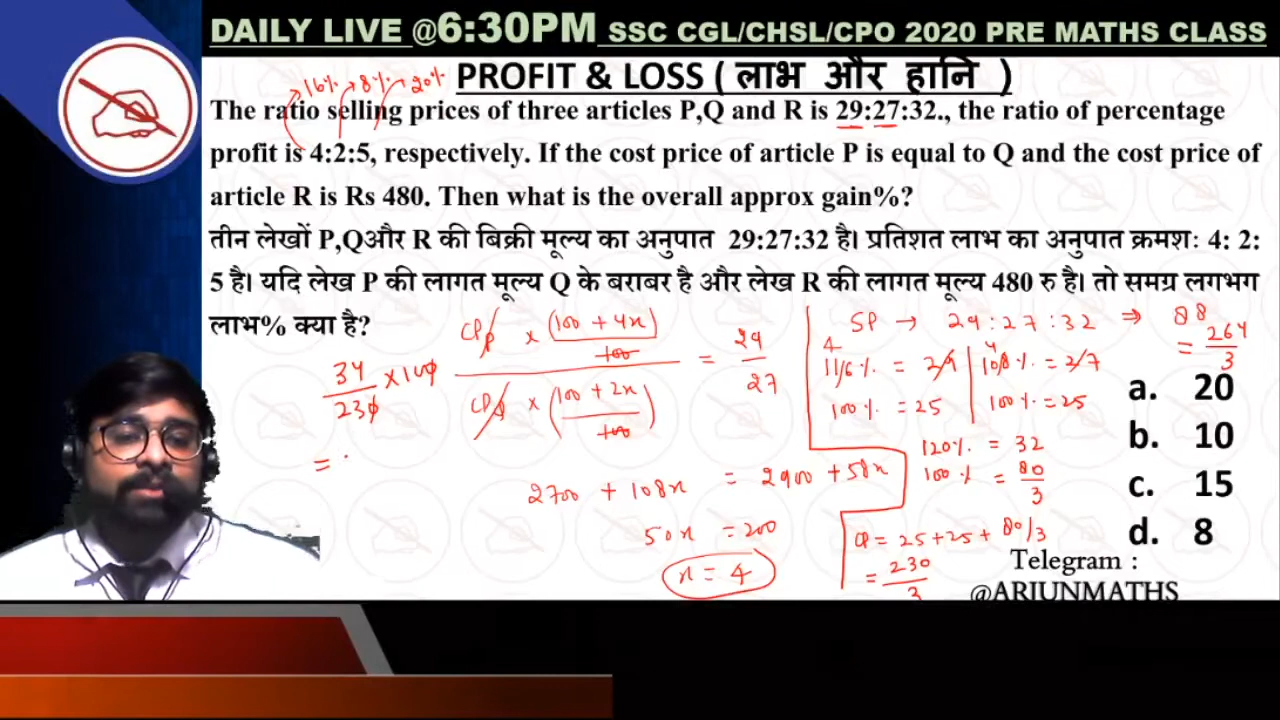 DAILY LIVE @6:30PM SSC CGL/CHSL/CPO 2020 PRE MATHS CLASS
PROFIT & LOSS ( लाभ और हानि )
16% 8% 20%
The ratio selling prices of three articles P,Q and R is 29:27:32., the ratio of percentage
profit is 4:2:5, respectively. If the cost price of article P is equal to Q and the cost price of
article R is Rs 480. Then what is the overall approx gain%?
तीन लेखों P,Qऔर R की बिक्री मूल्य का अनुपात 29:27:32 है। प्रतिशत लाभ का अनुपात क्रमशः 4: 2:
5 है। यदि लेख P की लागत मूल्य Q के बराबर है और लेख R की लागत मूल्य 480 रु है। तो समग्र लगभग
लाभ% क्या है?
34/230 × 100
=
CPP × (100 + 4x)/100 / CPQ × (100 + 2x)/100 = 29/27
2700 + 108x = 2900 + 58x
50x = 200
x = 4
SP → 29:27:32 ⇒ 88
= 264/3
116% = 29
100% = 25
108% = 27
100% = 25
120% = 32
100% = 80/3
CP = 25+25+ 80/3
= 230/3
a. 20
b. 10
c. 15
d. 8
Telegram :
@ARJUNMATHS